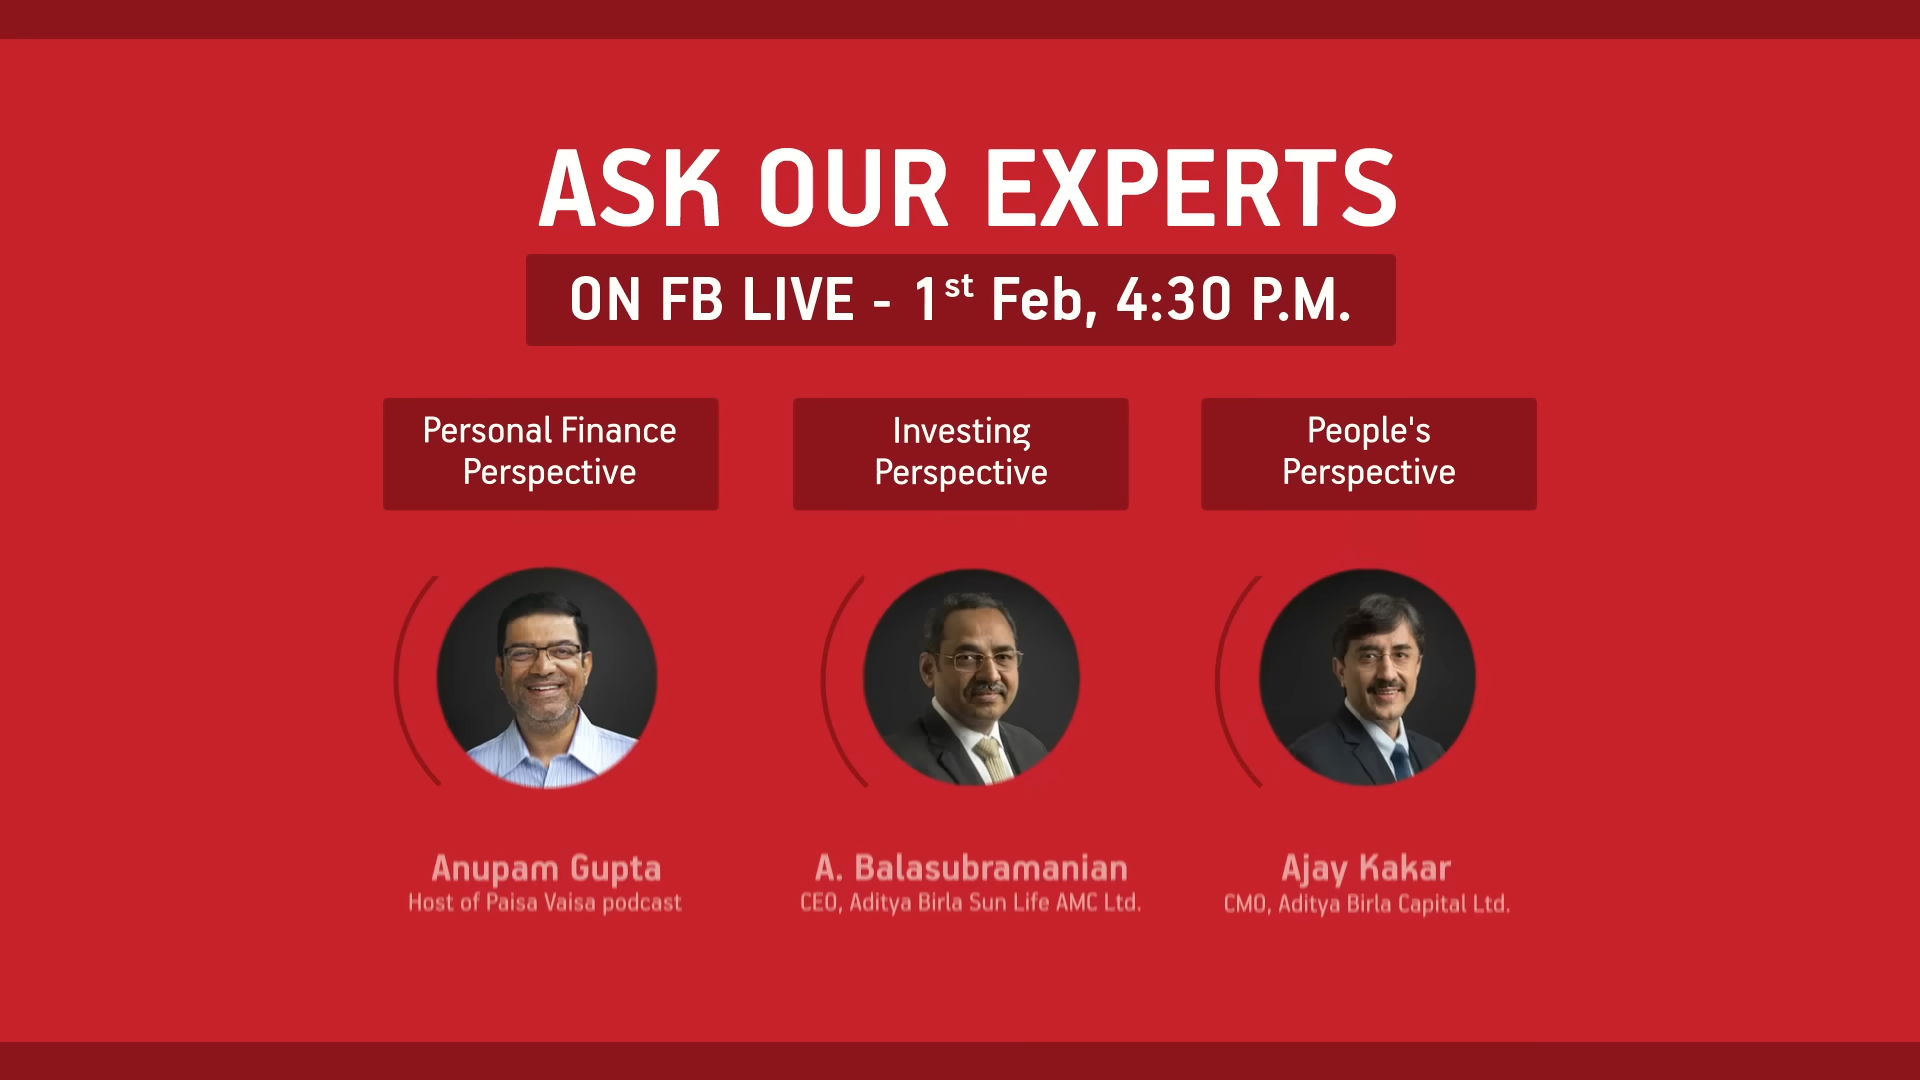 ASK OUR EXPERTS
ON FB LIVE - 1st Feb, 4:30 P.M.
Personal Finance
Perspective
Investing
Perspective
People's
Perspective
Anupam Gupta
Host of Paisa Vaisa podcast
A. Balasubramanian
CEO, Aditya Birla Sun Life AMC Ltd.
Ajay Kakar
CMO, Aditya Birla Capital Ltd.